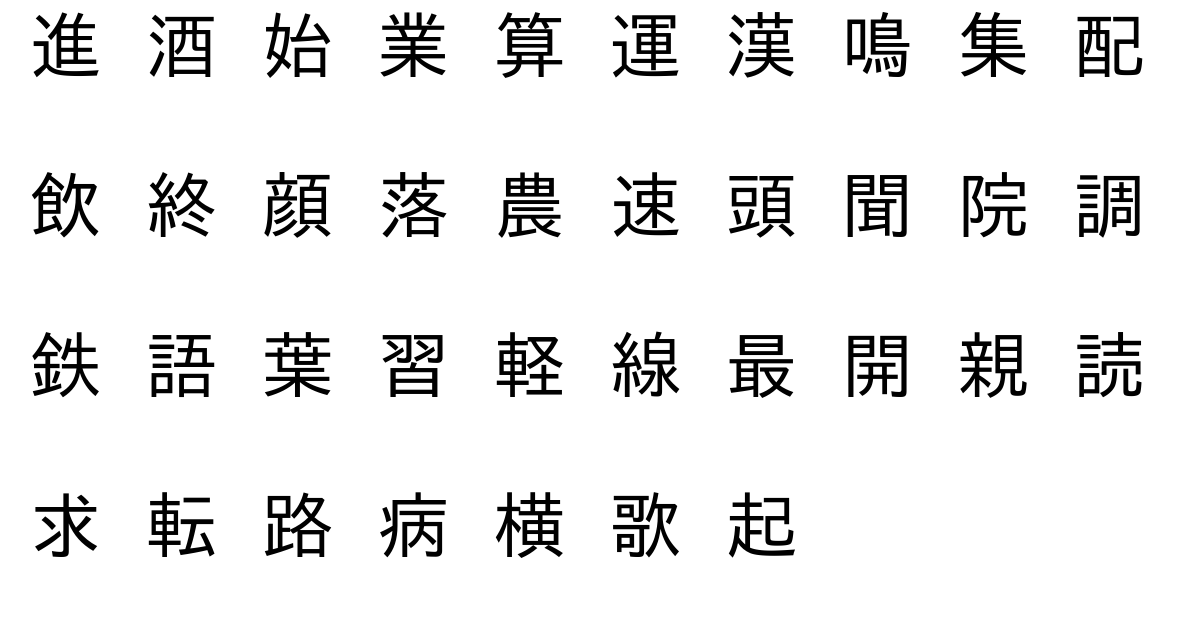 進酒始業算運漢鳴集配
飲終顔落農速頭聞院調
鉄語葉習軽線最開親読
求転路病横歌起